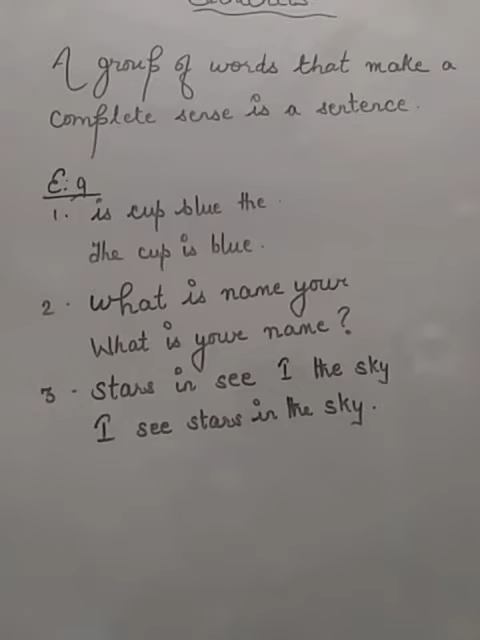 A group of words that make a
complete sense is a sentence.
E.g
1. is cup blue the.
The cup is blue.
2. What is name your
What is your name?
3. stars in see I the sky
I see stars in the sky.